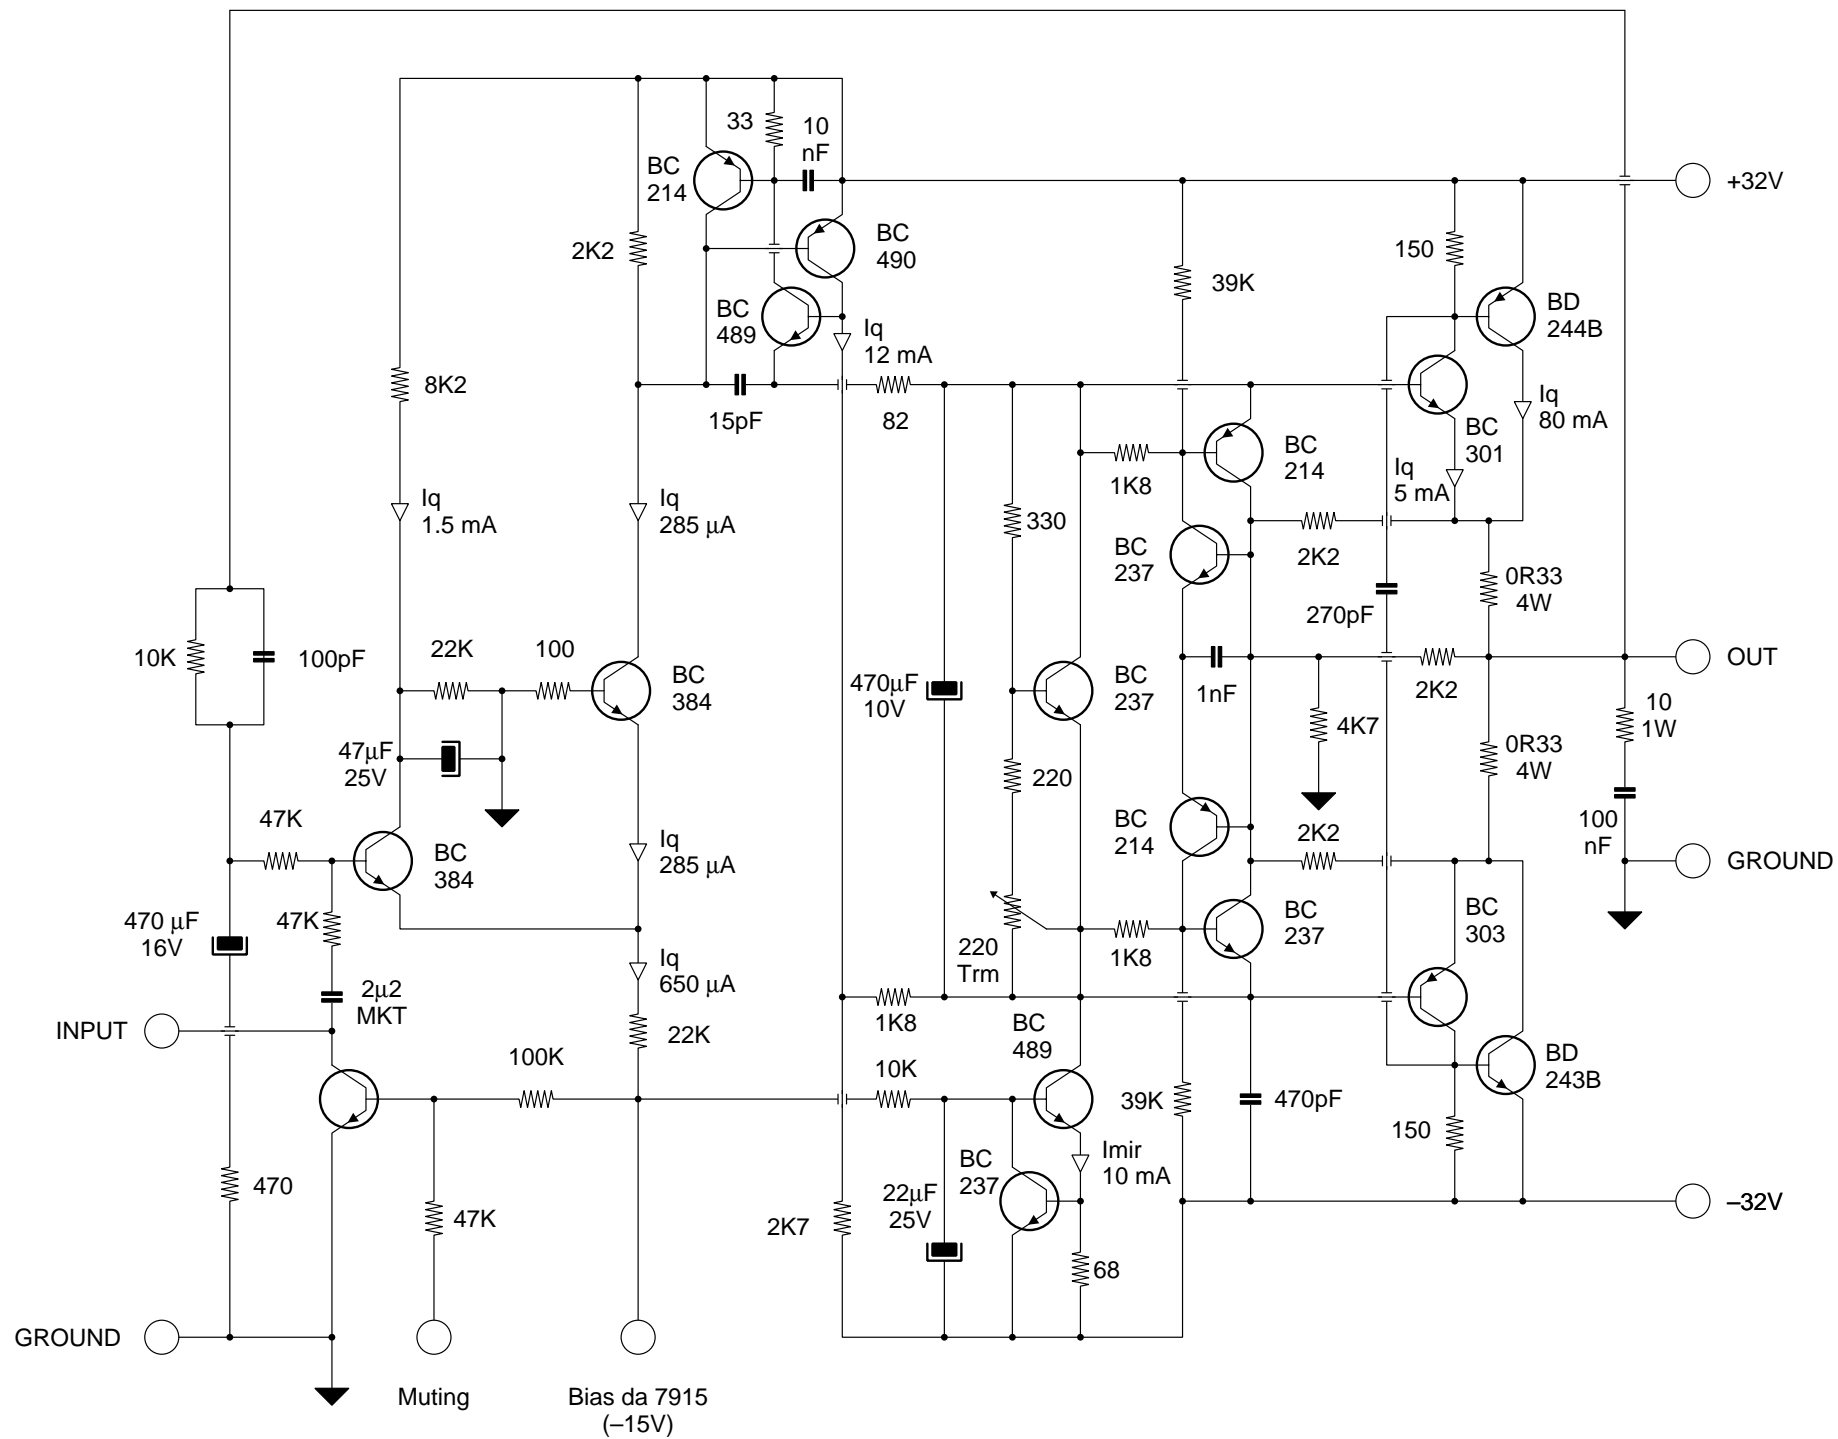 33
10
nF
BC
214
+32V
BC
490
2K2
150
39K
BC
489
BD
244B
Iq
12 mA
8K2
Iq
80 mA
15pF
82
BC
301
BC
214
Iq
5 mA
1K8
Iq
1.5 mA
Iq
285 µA
330
BC
237
2K2
0R33
4W
270pF
22K
100
10K
100pF
BC
384
470µF
10V
BC
237
1nF
2K2
OUT
4K7
10
1W
47µF
25V
220
0R33
4W
47K
BC
214
2K2
100
nF
BC
384
Iq
285 µA
GROUND
470 µF
16V
47K
BC
237
BC
303
220
Trm
1K8
Iq
650 µA
2µ2
MKT
INPUT
1K8
BC
489
22K
100K
10K
39K
470pF
BD
243B
150
Imir
10 mA
BC
237
470
47K
2K7
22µF
25V
–32V
68
GROUND
Muting
Bias da 7915
(–15V)